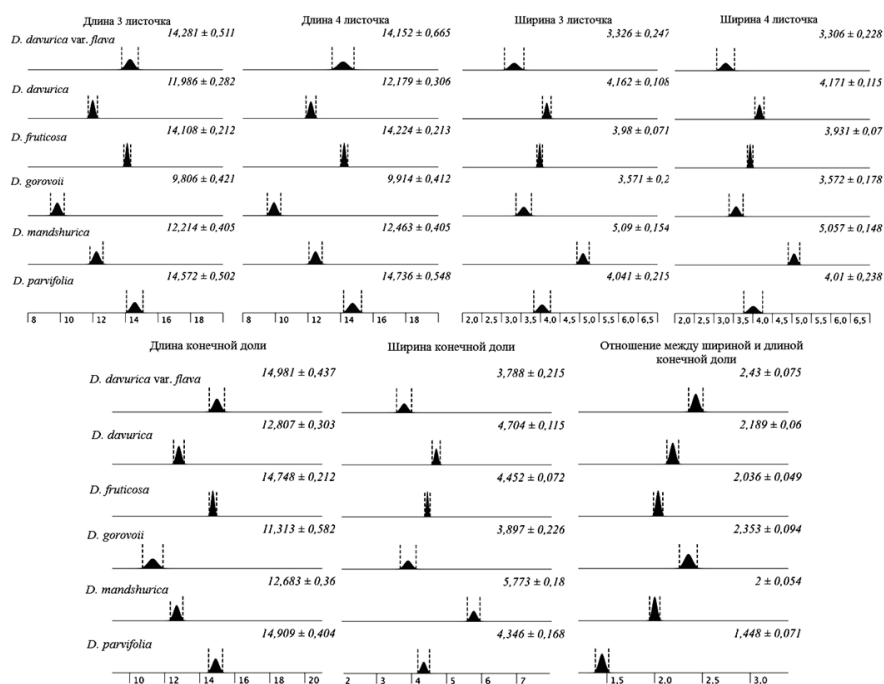 Длина 3 листочка Длина 4 листочка Ширина 3 листочка Ширина 4 листочка
D. davurica var. flava 14,281 ± 0,511 14,152 ± 0,665 3,326 ± 0,247 3,306 ± 0,228
D. davurica 11,986 ± 0,282 12,179 ± 0,306 4,162 ± 0,108 4,171 ± 0,115
D. fruticosa 14,108 ± 0,212 14,224 ± 0,213 3,98 ± 0,071 3,931 ± 0,07
D. gorovoii 9,806 ± 0,421 9,914 ± 0,412 3,571 ± 0,2 3,572 ± 0,178
D. mandshurica 12,214 ± 0,405 12,463 ± 0,405 5,09 ± 0,154 5,057 ± 0,148
D. parvifolia 14,572 ± 0,502 14,736 ± 0,548 4,041 ± 0,215 4,01 ± 0,238
8 10 12 14 16 18 8 10 12 14 16 18 2,0 2,5 3,0 3,5 4,0 4,5 5,0 5,5 6,0 6,5 2,0 2,5 3,0 3,5 4,0 4,5 5,0 5,5 6,0 6,5
Длина конечной доли Ширина конечной доли Отношение между шириной и длиной
конечной доли
D. davurica var. flava 14,981 ± 0,437 3,788 ± 0,215 2,43 ± 0,075
D. davurica 12,807 ± 0,303 4,704 ± 0,115 2,189 ± 0,06
D. fruticosa 14,748 ± 0,212 4,452 ± 0,072 2,036 ± 0,049
D. gorovoii 11,313 ± 0,582 3,897 ± 0,226 2,353 ± 0,094
D. mandshurica 12,683 ± 0,36 5,773 ± 0,18 2 ± 0,054
D. parvifolia 14,909 ± 0,404 4,346 ± 0,168 1,448 ± 0,071
10 12 14 16 18 20 2 3 4 5 6 7 1,5 2,0 2,5 3,0